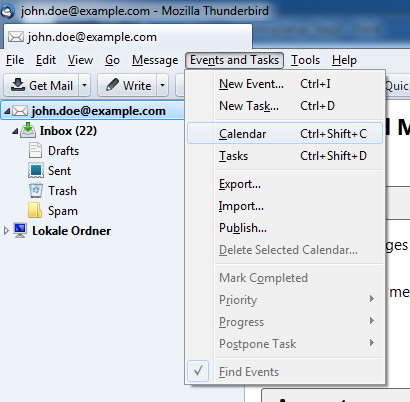 john.doe@example.com - Mozilla Thunderbird
john.doe@example.com
File Edit View Go Message Events and Tasks Tools Help
Get Mail Write Quic
john.doe@example.com
Inbox (22)
Drafts
Sent
Trash
Spam
Lokale Ordner
New Event... Ctrl+I
New Task... Ctrl+D
Calendar Ctrl+Shift+C
Tasks Ctrl+Shift+D
Export...
Import...
Publish...
Delete Selected Calendar...
Mark Completed
Priority
Progress
Postpone Task
Find Events
M
ges
me